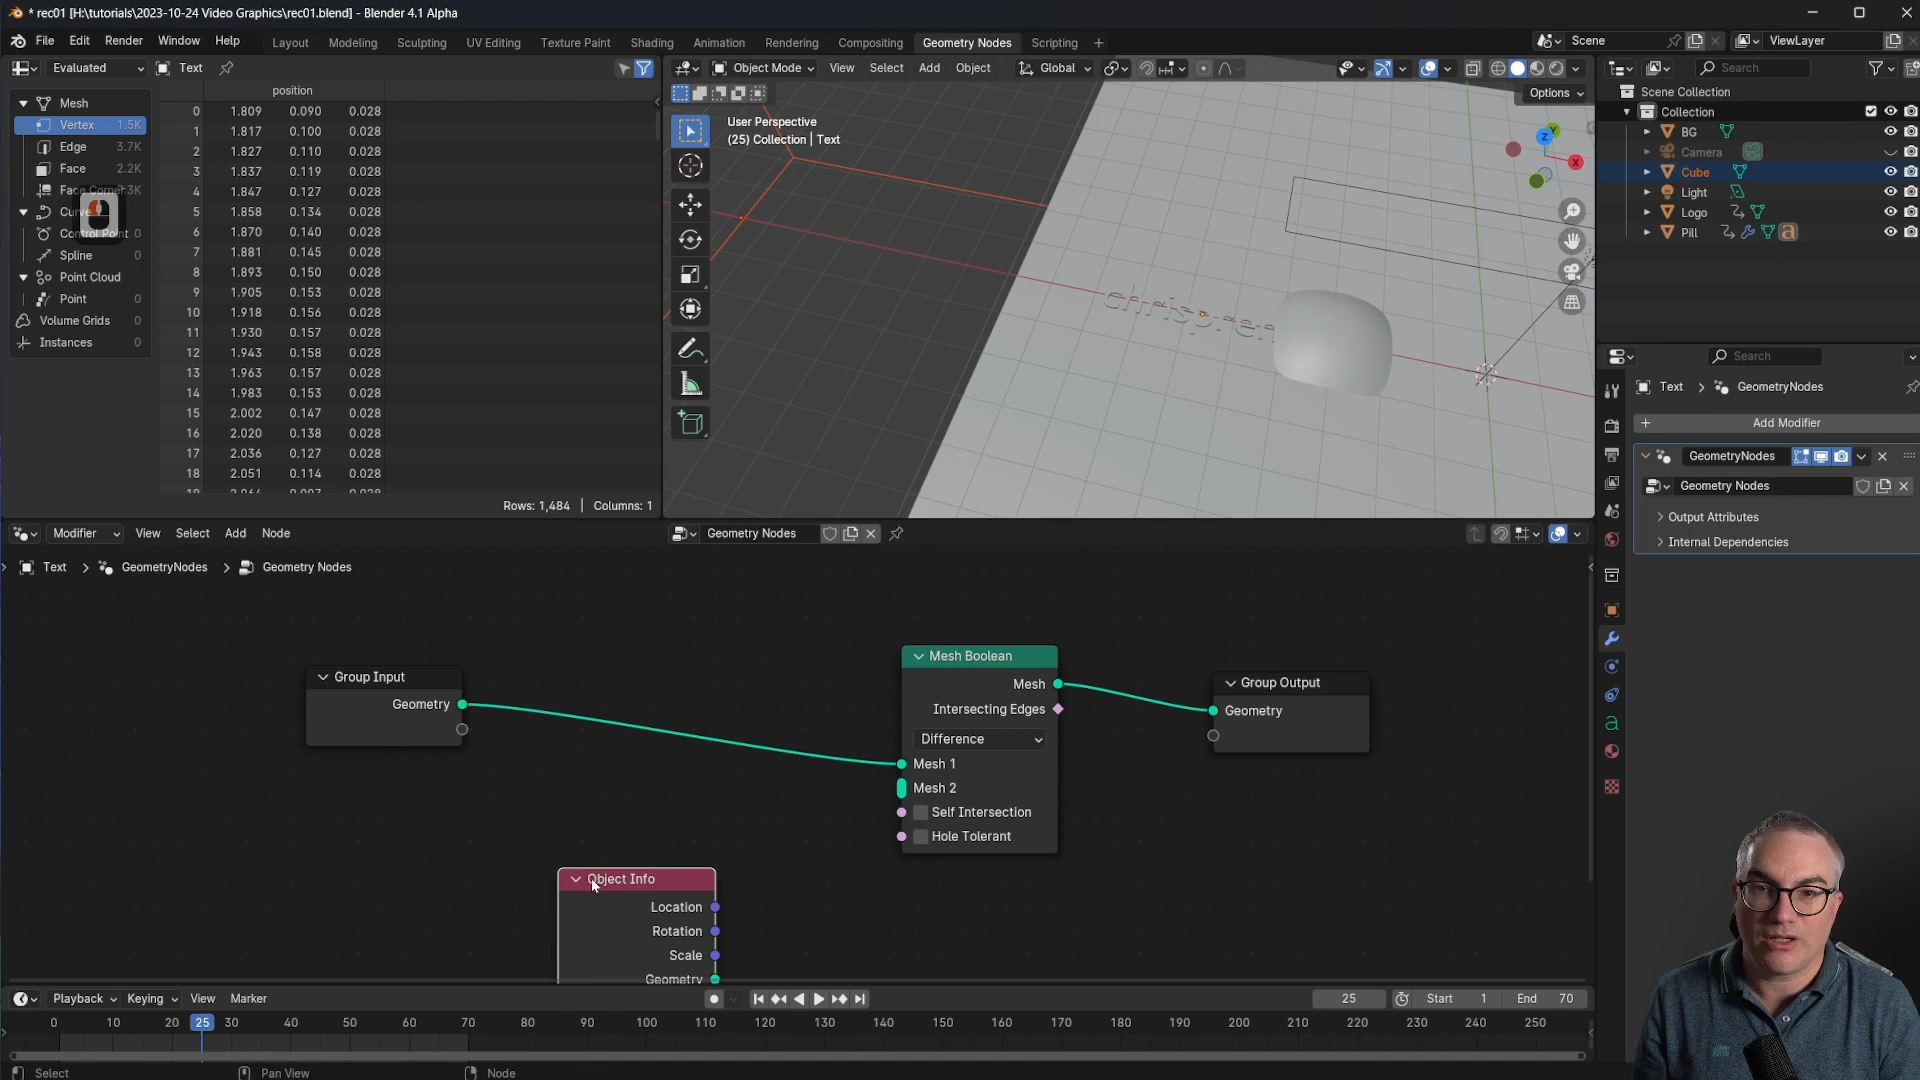 * rec01 [H:\tutorials\2023-10-24 Video Graphics\rec01.blend] - Blender 4.1 Alpha
File Edit Render Window Help Layout Modeling Sculpting UV Editing Texture Paint Shading Animation Rendering Compositing Geometry Nodes Scripting + Scene ViewLayer
Evaluated Text
Object Mode View Select Add Object Global
Search
position
Options
Mesh
Vertex 1.5K
Edge 3.7K
Face 2.2K
Face Corner
Curve
Control Point 0
Spline 0
Point Cloud
Point 0
Volume Grids 0
Instances 0
0 1.809 0.090 0.028
1 1.817 0.100 0.028
2 1.827 0.110 0.028
3 1.837 0.119 0.028
4 1.847 0.127 0.028
5 1.858 0.134 0.028
6 1.870 0.140 0.028
7 1.881 0.145 0.028
8 1.893 0.150 0.028
9 1.905 0.153 0.028
10 1.918 0.156 0.028
11 1.930 0.157 0.028
12 1.943 0.158 0.028
13 1.963 0.157 0.028
14 1.983 0.153 0.028
15 2.002 0.147 0.028
16 2.020 0.138 0.028
17 2.036 0.127 0.028
18 2.051 0.114 0.028
Rows: 1,484 | Columns: 1
User Perspective
(25) Collection | Text
Z
Y
X
chrispren
Scene Collection
Collection
BG
Camera
Cube
Light
Logo
Pill
Search
Text > GeometryNodes
+ Add Modifier
GeometryNodes
Geometry Nodes
Output Attributes
Internal Dependencies
Modifier View Select Add Node Geometry Nodes
Text > GeometryNodes > Geometry Nodes
Group Input
Geometry
Mesh Boolean
Mesh
Intersecting Edges
Difference
Mesh 1
Mesh 2
Self Intersection
Hole Tolerant
Group Output
Geometry
Object Info
Location
Rotation
Scale
Geometry
Playback Keying View Marker 25 Start 1 End 70
0 10 20 25 30 40 50 60 70 80 90 100 110 120 130 140 150 160 170 180 190 200 210 220 230 240 250
Select Pan View Node